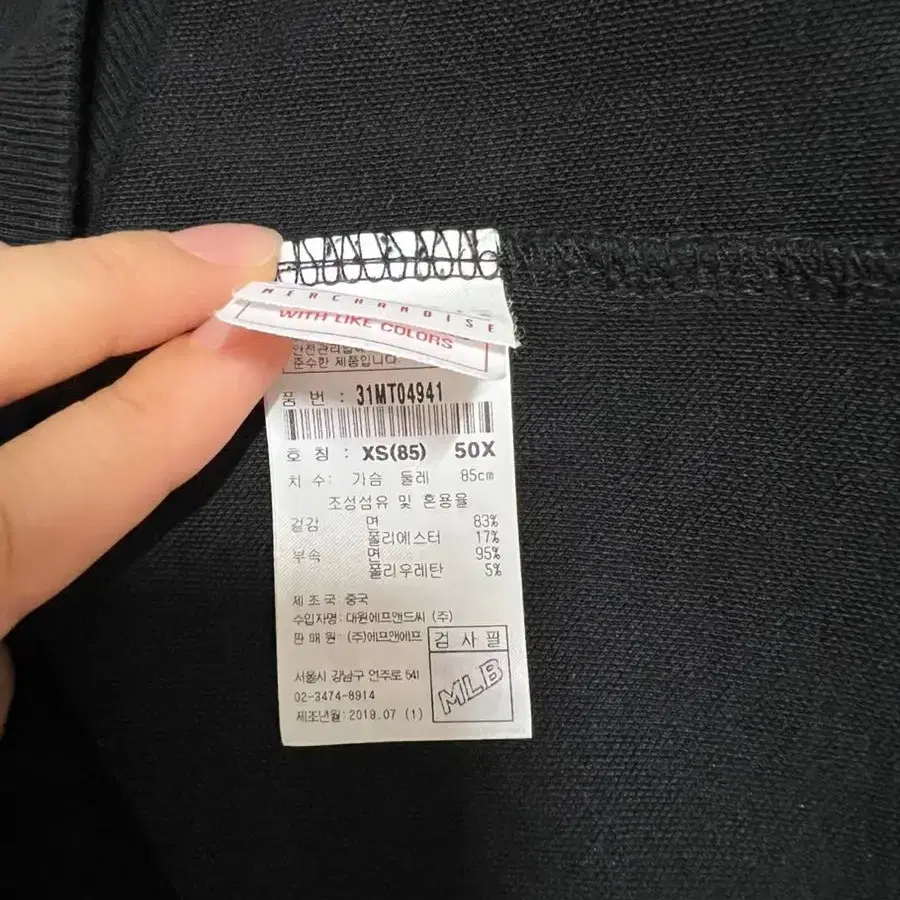 MERCHANDISE
WITH LIKE COLORS
준수한 제품입니다
품 번 : 31MT04941
호 칭 : XS(85) 50X
치 수: 가슴 둘레 85cm
조성섬유 및 혼용율
겉감 면 83%
폴리에스터 17%
부속 면 95%
폴리우레탄 5%
제 조 국: 중국
수입자명: 대원에프앤드씨 (주)
판 매 원: (주)에프앤에프
검 사 필
MLB
서울시 강남구 언주로 541
02-3474-8914
제조년월: 2019.07 (1)